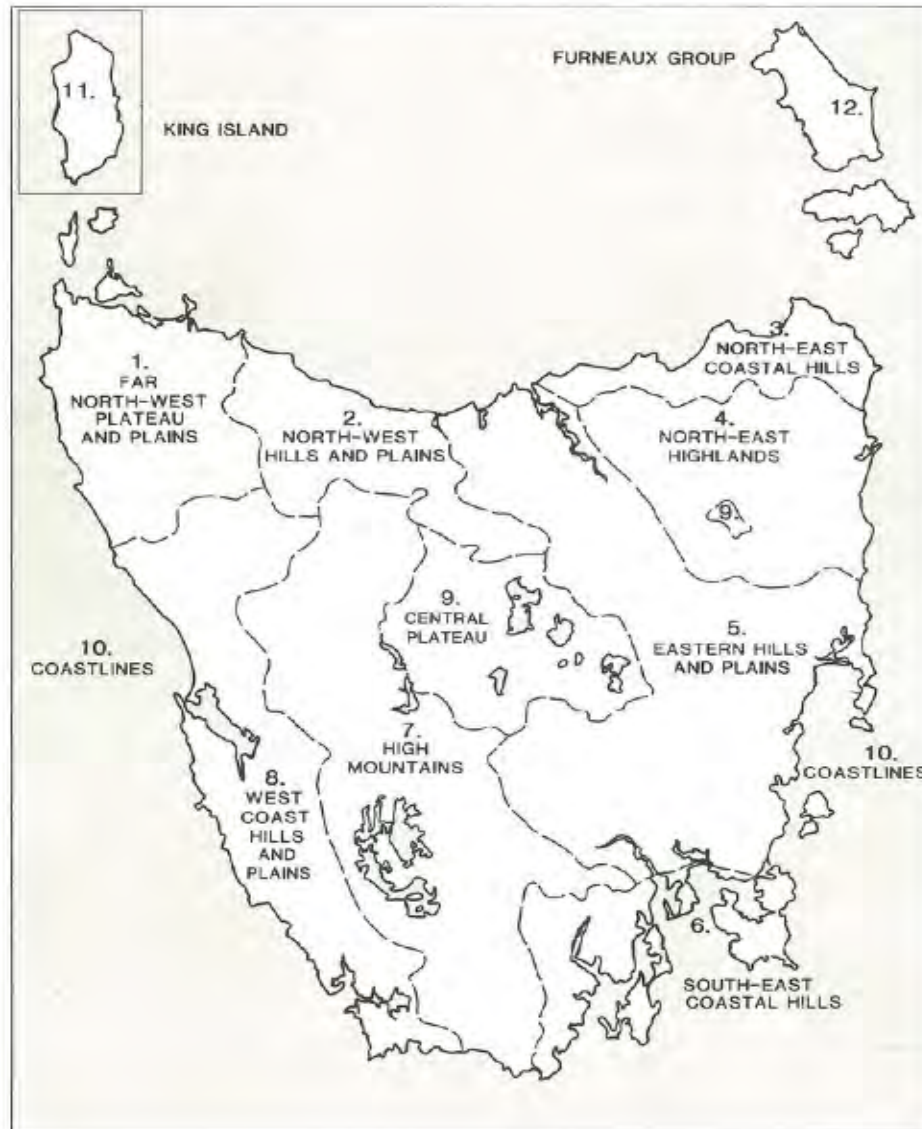 11.
KING ISLAND
FURNEAUX GROUP
12.
1.
FAR
NORTH-WEST
PLATEAU
AND PLAINS
2.
NORTH-WEST
HILLS AND PLAINS
3.
NORTH-EAST
COASTAL HILLS
4.
NORTH-EAST
HIGHLANDS
9.
9.
CENTRAL
PLATEAU
5.
EASTERN HILLS
AND PLAINS
10.
COASTLINES
7.
HIGH
MOUNTAINS
10.
COASTLINES
8.
WEST
COAST
HILLS
AND
PLAINS
6.
SOUTH-EAST
COASTAL HILLS